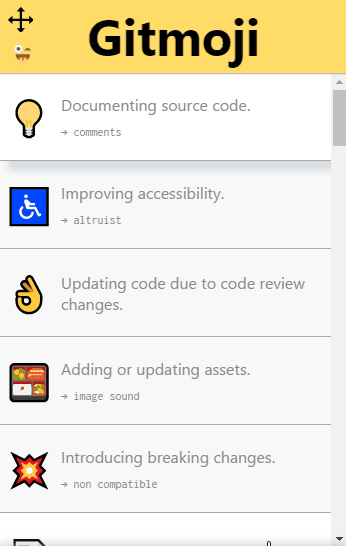 Gitmoji
Documenting source code.
→ comments
Improving accessibility.
→ altruist
Updating code due to code review
changes.
Adding or updating assets.
→ image sound
Introducing breaking changes.
→ non compatible